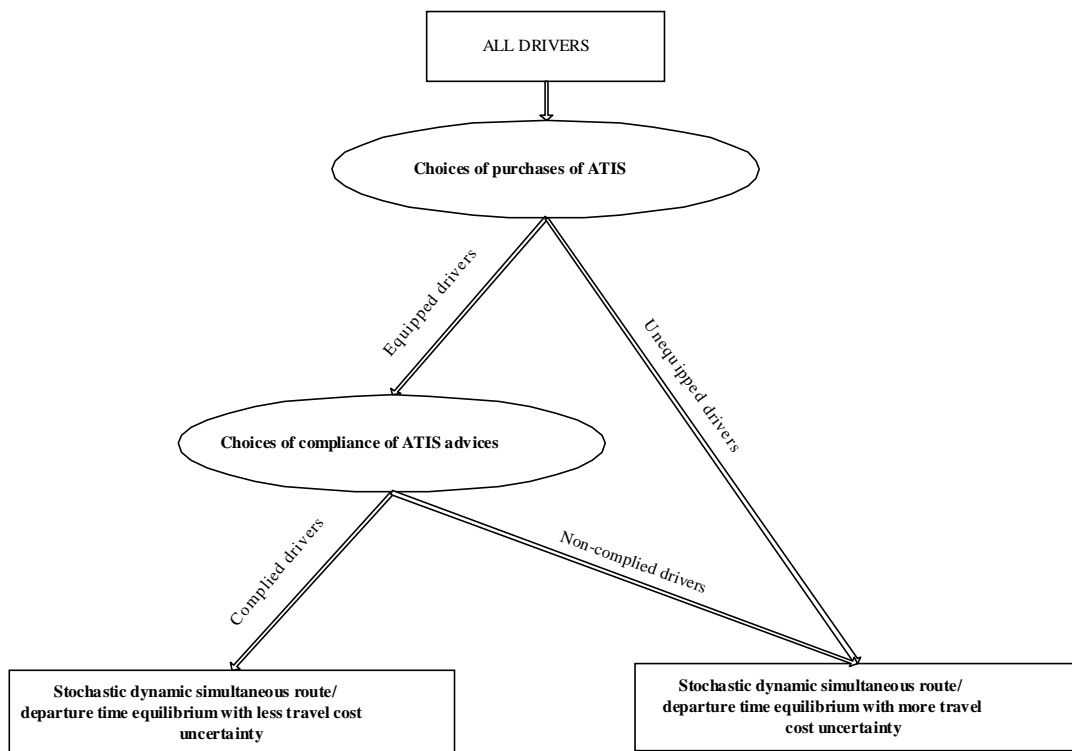 ALL DRIVERS
Choices of purchases of ATIS
Equipped drivers
Unequipped drivers
Choices of compliance of ATIS advices
Complied drivers
Non-complied drivers
Stochastic dynamic simultaneous route/
departure time equilibrium with less travel cost
uncertainty
Stochastic dynamic simultaneous route/
departure time equilibrium with more travel
cost uncertainty